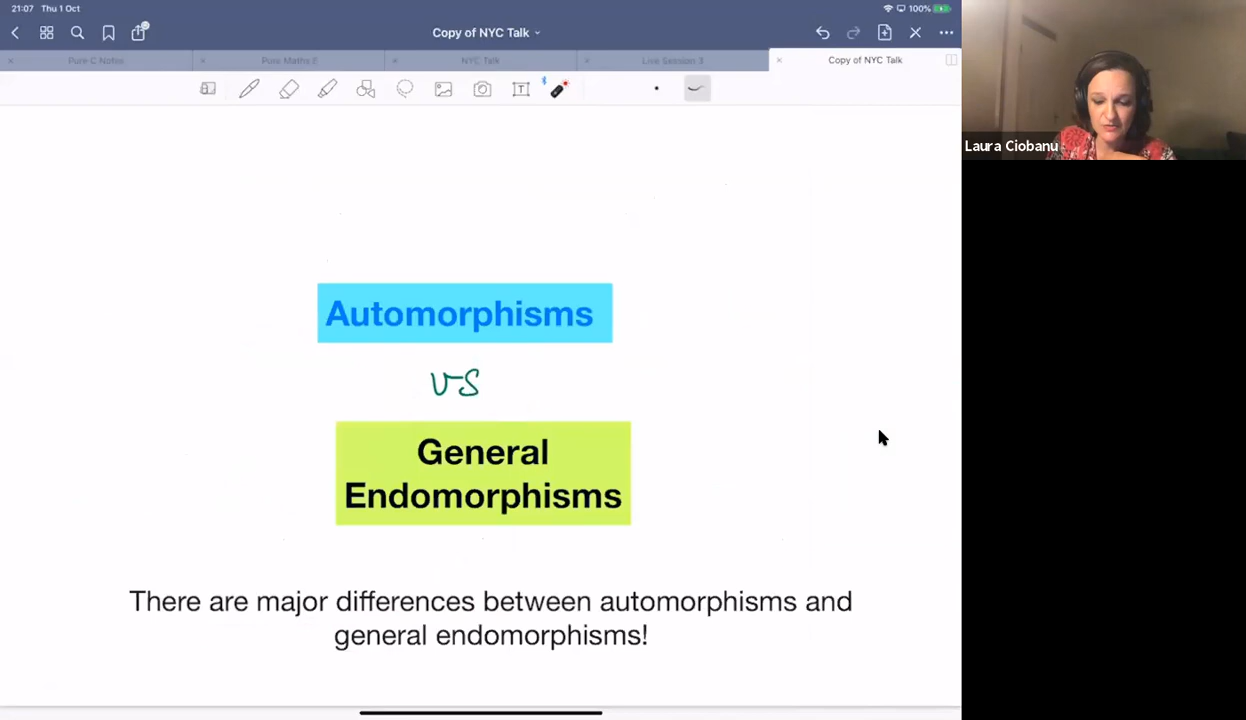 21:07 Thu 1 Oct
100%
Copy of NYC Talk
Pure C Notes
Pure Maths E
NYC Talk
Live Session 3
Copy of NYC Talk
T
Laura Ciobanu
Automorphisms
vs
General
Endomorphisms
There are major differences between automorphisms and
general endomorphisms!